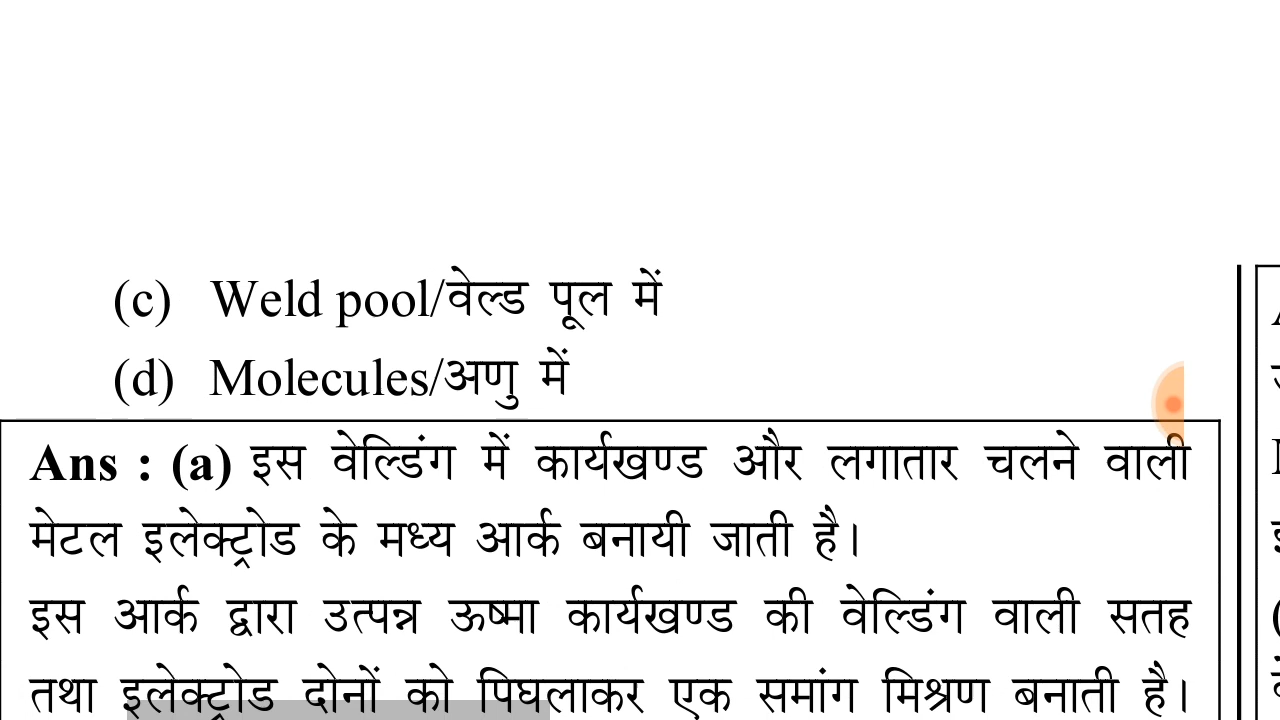 (c) Weld pool/वेल्ड पूल में
(d) Molecules/अणु में
Ans : (a) इस वेल्डिंग में कार्यखण्ड और लगातार चलने वाली
मेटल इलेक्ट्रोड के मध्य आर्क बनायी जाती है।
इस आर्क द्वारा उत्पन्न ऊष्मा कार्यखण्ड की वेल्डिंग वाली सतह
तथा इलेक्ट्रोड दोनों को पिघलाकर एक समांग मिश्रण बनाती है।